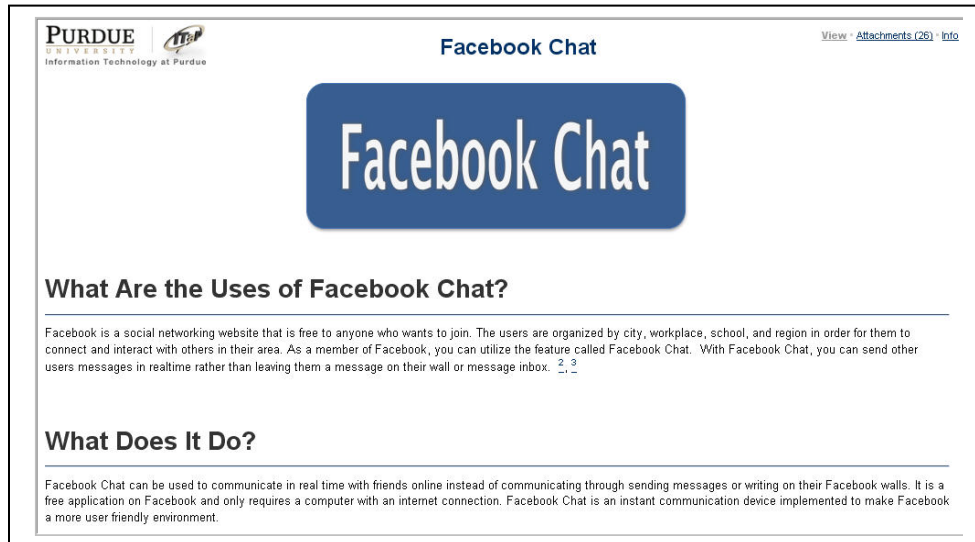 PURDUE
UNIVERSITY
ITaP
Information Technology at Purdue
Facebook Chat
View • Attachments (26) • Info
Facebook Chat
What Are the Uses of Facebook Chat?
Facebook is a social networking website that is free to anyone who wants to join. The users are organized by city, workplace, school, and region in order for them to
connect and interact with others in their area. As a member of Facebook, you can utilize the feature called Facebook Chat. With Facebook Chat, you can send other
users messages in realtime rather than leaving them a message on their wall or message inbox. 2, 3
What Does It Do?
Facebook Chat can be used to communicate in real time with friends online instead of communicating through sending messages or writing on their Facebook walls. It is a
free application on Facebook and only requires a computer with an internet connection. Facebook Chat is an instant communication device implemented to make Facebook
a more user friendly environment.